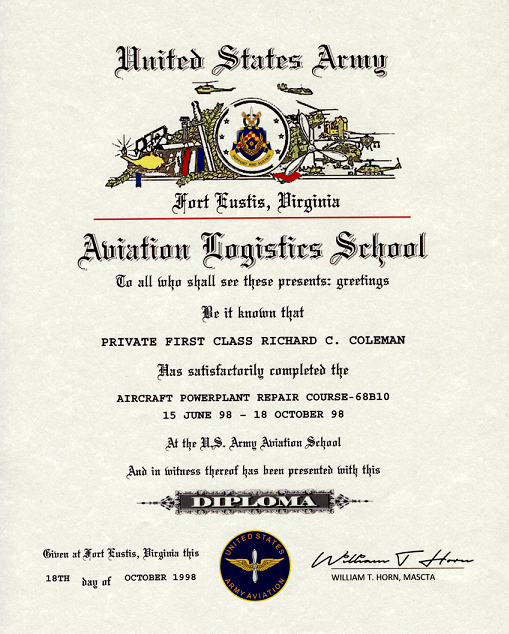 United States Army
SUPPORT AND SUSTAIN
Fort Eustis, Virginia
Aviation Logistics School
To all who shall see these presents: greetings
Be it known that
PRIVATE FIRST CLASS RICHARD C. COLEMAN
Has satisfactorily completed the
AIRCRAFT POWERPLANT REPAIR COURSE-68B10
15 JUNE 98 - 18 OCTOBER 98
At the U.S. Army Aviation School
And in witness thereof has been presented with this
DIPLOMA
Given at Fort Eustis, Virginia this
18TH day of OCTOBER 1998
UNITED STATES
ARMY AVIATION
William T Horn
WILLIAM T. HORN, MASCTA